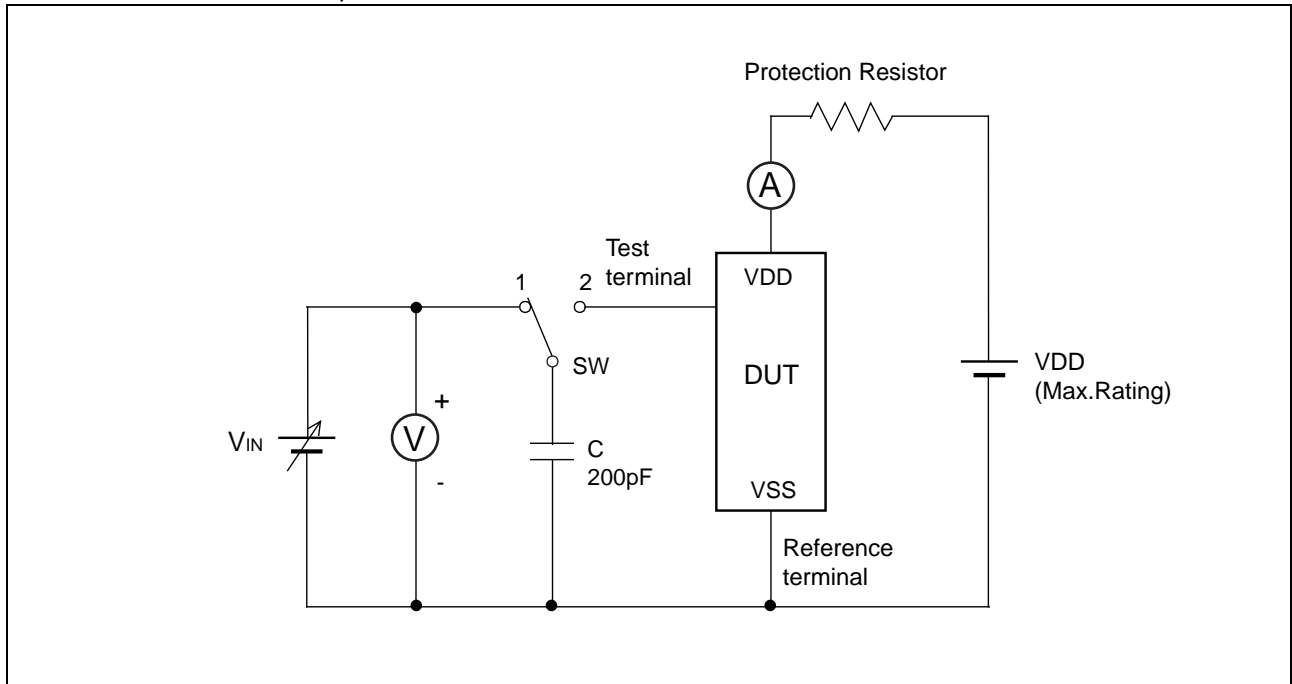 Protection Resistor
A
Test
terminal
1
2
VDD
SW
DUT
VDD
(Max.Rating)
+
VIN
V
-
C
200pF
VSS
Reference
terminal